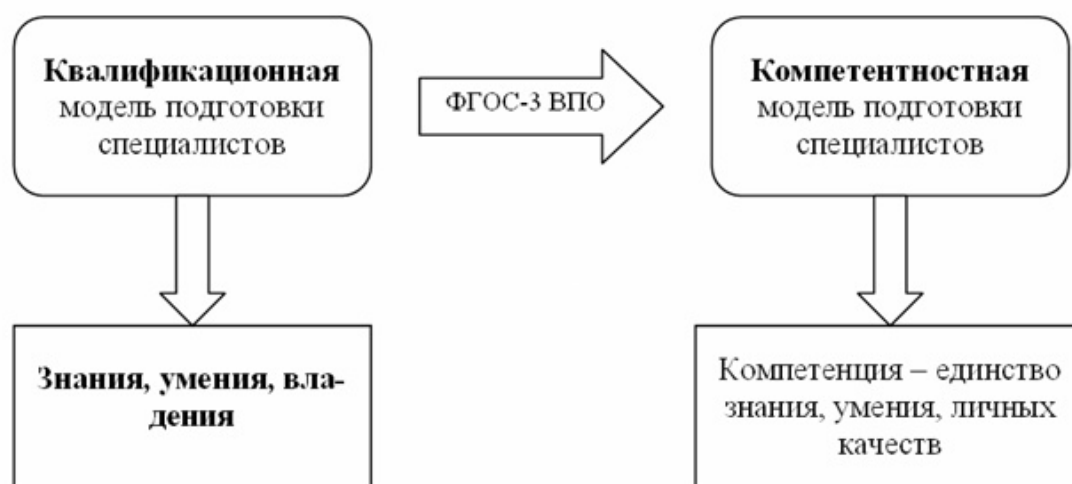 Квалификационная
модель подготовки
специалистов
ФГОС-3 ВПО
Компетентностная
модель подготовки
специалистов
Знания, умения, вла-
дения
Компетенция – единство
знания, умения, личных
качеств